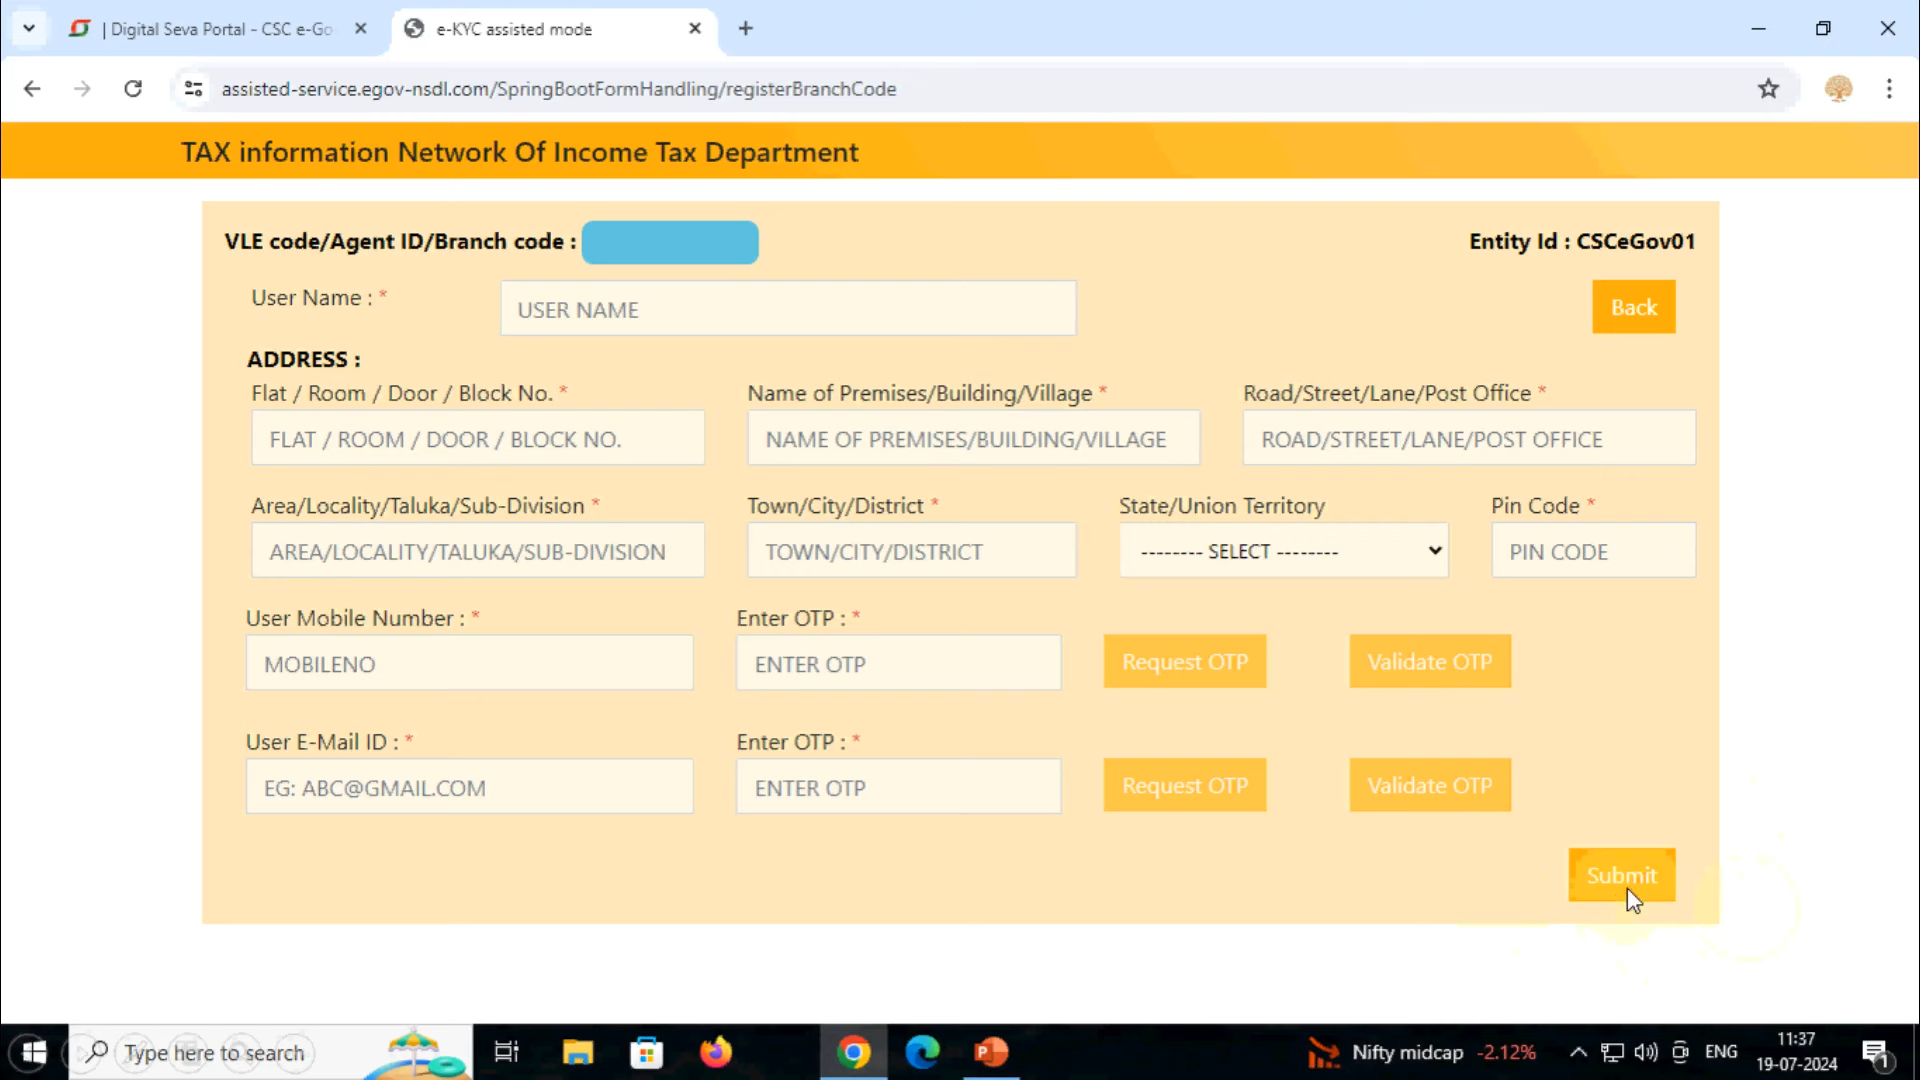 | Digital Seva Portal - CSC e-Go
e-KYC assisted mode
assisted-service.egov-nsdl.com/SpringBootFormHandling/registerBranchCode
TAX information Network Of Income Tax Department
VLE code/Agent ID/Branch code :
Entity Id : CSCeGov01
User Name : *
USER NAME
Back
ADDRESS :
Flat / Room / Door / Block No. *
Name of Premises/Building/Village *
Road/Street/Lane/Post Office *
FLAT / ROOM / DOOR / BLOCK NO.
NAME OF PREMISES/BUILDING/VILLAGE
ROAD/STREET/LANE/POST OFFICE
Area/Locality/Taluka/Sub-Division *
Town/City/District *
State/Union Territory
Pin Code *
AREA/LOCALITY/TALUKA/SUB-DIVISION
TOWN/CITY/DISTRICT
-------- SELECT --------
PIN CODE
User Mobile Number : *
Enter OTP : *
MOBILENO
ENTER OTP
Request OTP
Validate OTP
User E-Mail ID : *
Enter OTP : *
EG: ABC@GMAIL.COM
ENTER OTP
Request OTP
Validate OTP
Submit
Type here to search
Nifty midcap -2.12%
ENG
11:37
19-07-2024
1